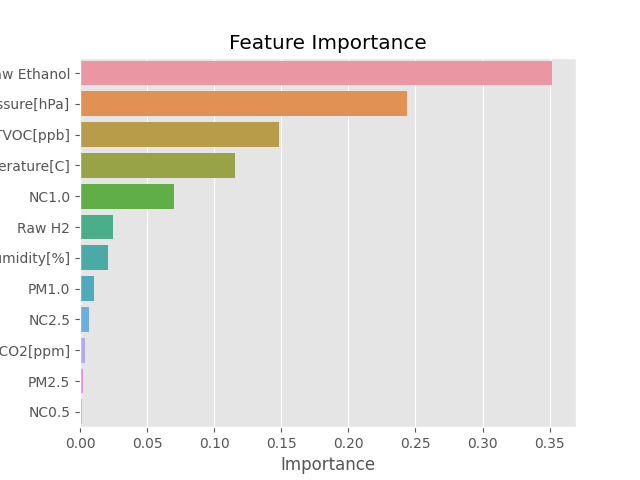 Feature Importance
aw Ethanol
ssure[hPa]
TVOC[ppb]
erature[C]
NC1.0
Raw H2
umidity[%]
PM1.0
NC2.5
CO2[ppm]
PM2.5
NC0.5
0.00 0.05 0.10 0.15 0.20 0.25 0.30 0.35
Importance